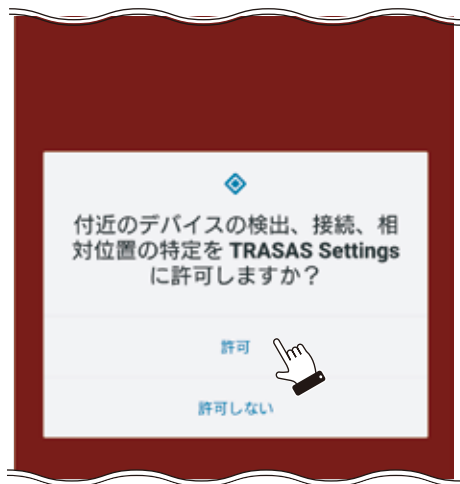 付近のデバイスの検出、接続、相
対位置の特定を TRASAS Settings
に許可しますか？
許可
許可しない